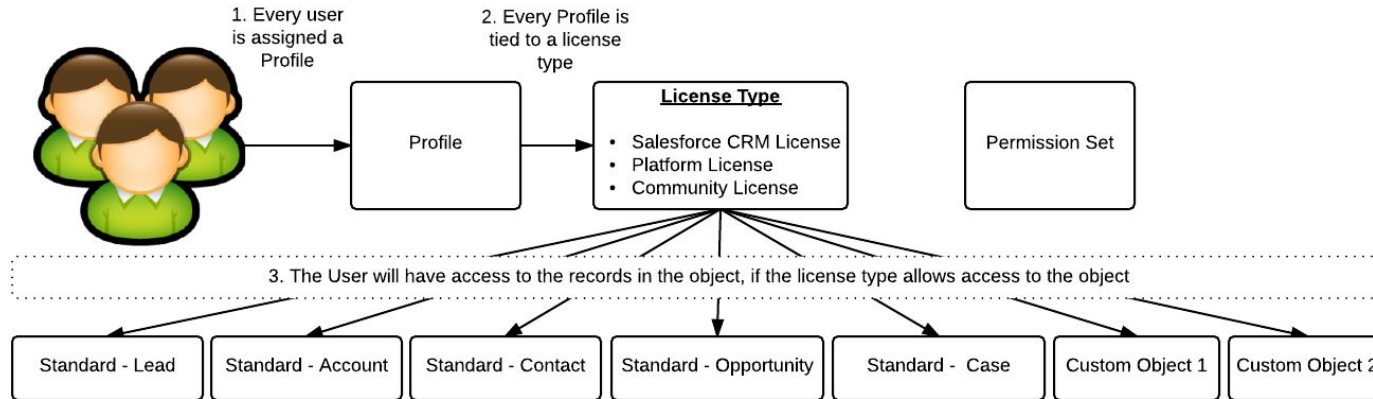 1. Every user
is assigned a
Profile
2. Every Profile is
tied to a license
type
Profile
License Type
• Salesforce CRM License
• Platform License
• Community License
Permission Set
3. The User will have access to the records in the object, if the license type allows access to the object
Standard - Lead
Standard - Account
Standard - Contact
Standard - Opportunity
Standard - Case
Custom Object 1
Custom Object 2